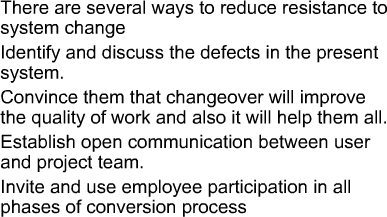 There are several ways to reduce resistance to
system change
Identify and discuss the defects in the present
system.
Convince them that changeover will improve
the quality of work and also it will help them all.
Establish open communication between user
and project team.
Invite and use employee participation in all
phases of conversion process